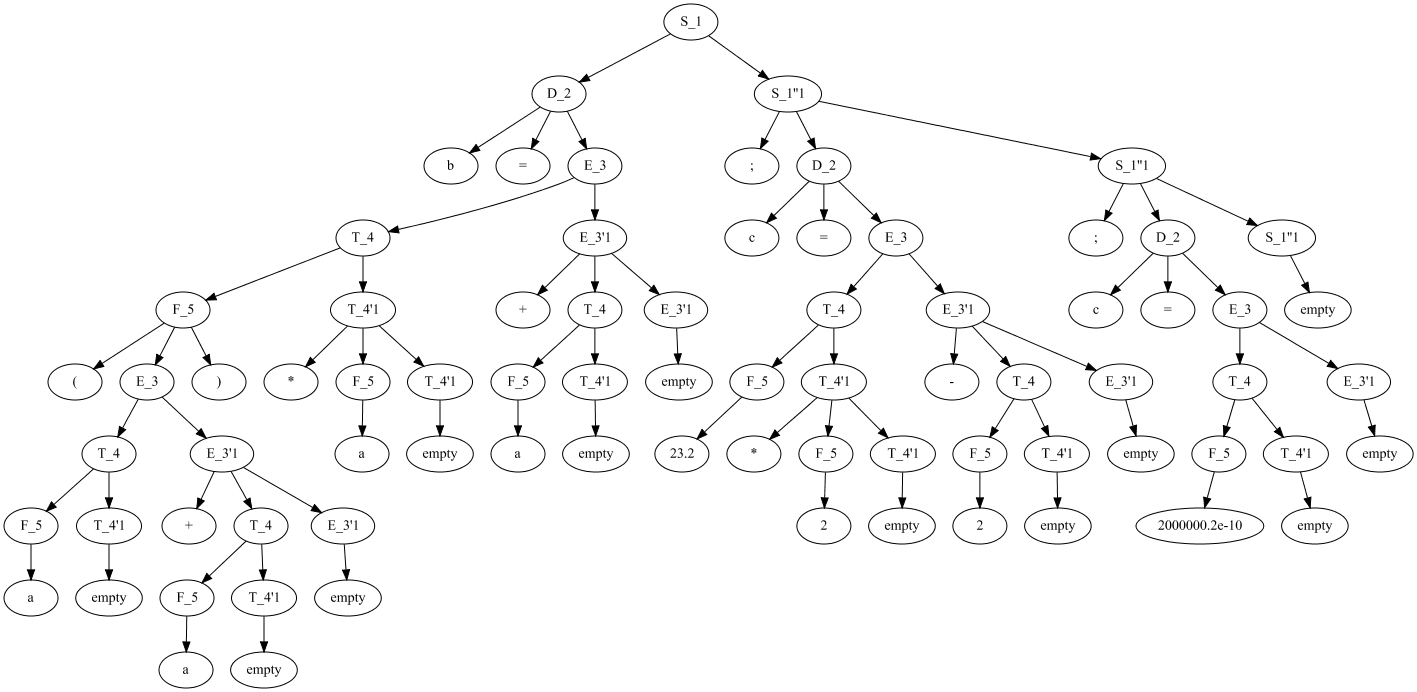 S_1
D_2 S_1"1
b = E_3 ; D_2 S_1"1
T_4 E_3'1 c = E_3 ; D_2 S_1"1
F_5 T_4'1 + T_4 E_3'1 T_4 E_3'1 c = E_3 empty
( E_3 ) * F_5 T_4'1 F_5 T_4'1 empty F_5 T_4'1 - T_4 E_3'1 T_4 E_3'1
T_4 E_3'1 a empty a empty 23.2 * F_5 T_4'1 F_5 T_4'1 empty F_5 T_4'1 empty
F_5 T_4'1 + T_4 E_3'1 2 empty 2 empty 2000000.2e-10 empty
a empty F_5 T_4'1 empty
a empty